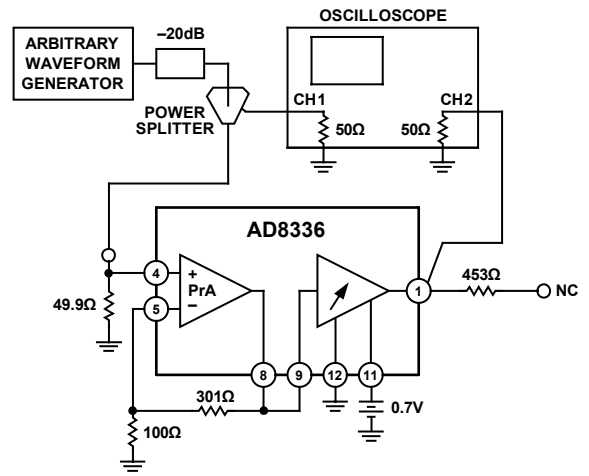 OSCILLOSCOPE
ARBITRARY
WAVEFORM
GENERATOR
–20dB
POWER
SPLITTER
CH1
CH2
50Ω
50Ω
AD8336
4
+
PrA
5
–
49.9Ω
1
453Ω
NC
8
9
12
11
301Ω
100Ω
0.7V